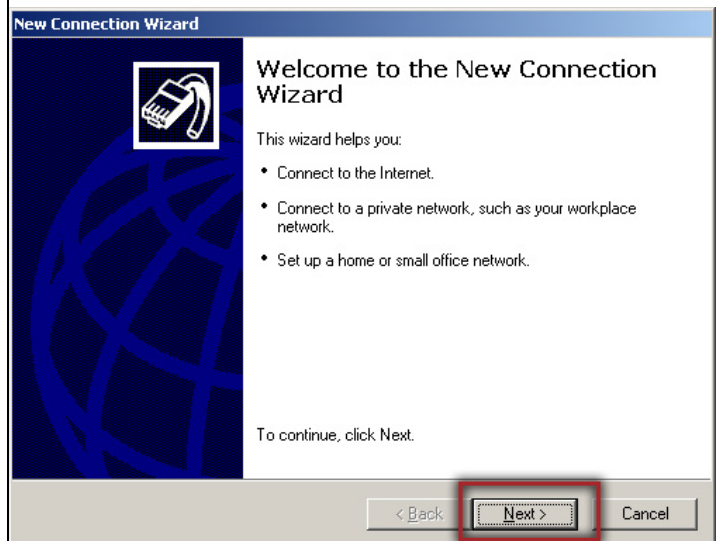 New Connection Wizard
Welcome to the New Connection
Wizard
This wizard helps you:
• Connect to the Internet.
• Connect to a private network, such as your workplace
network.
• Set up a home or small office network.
To continue, click Next.
< Back
Next >
Cancel